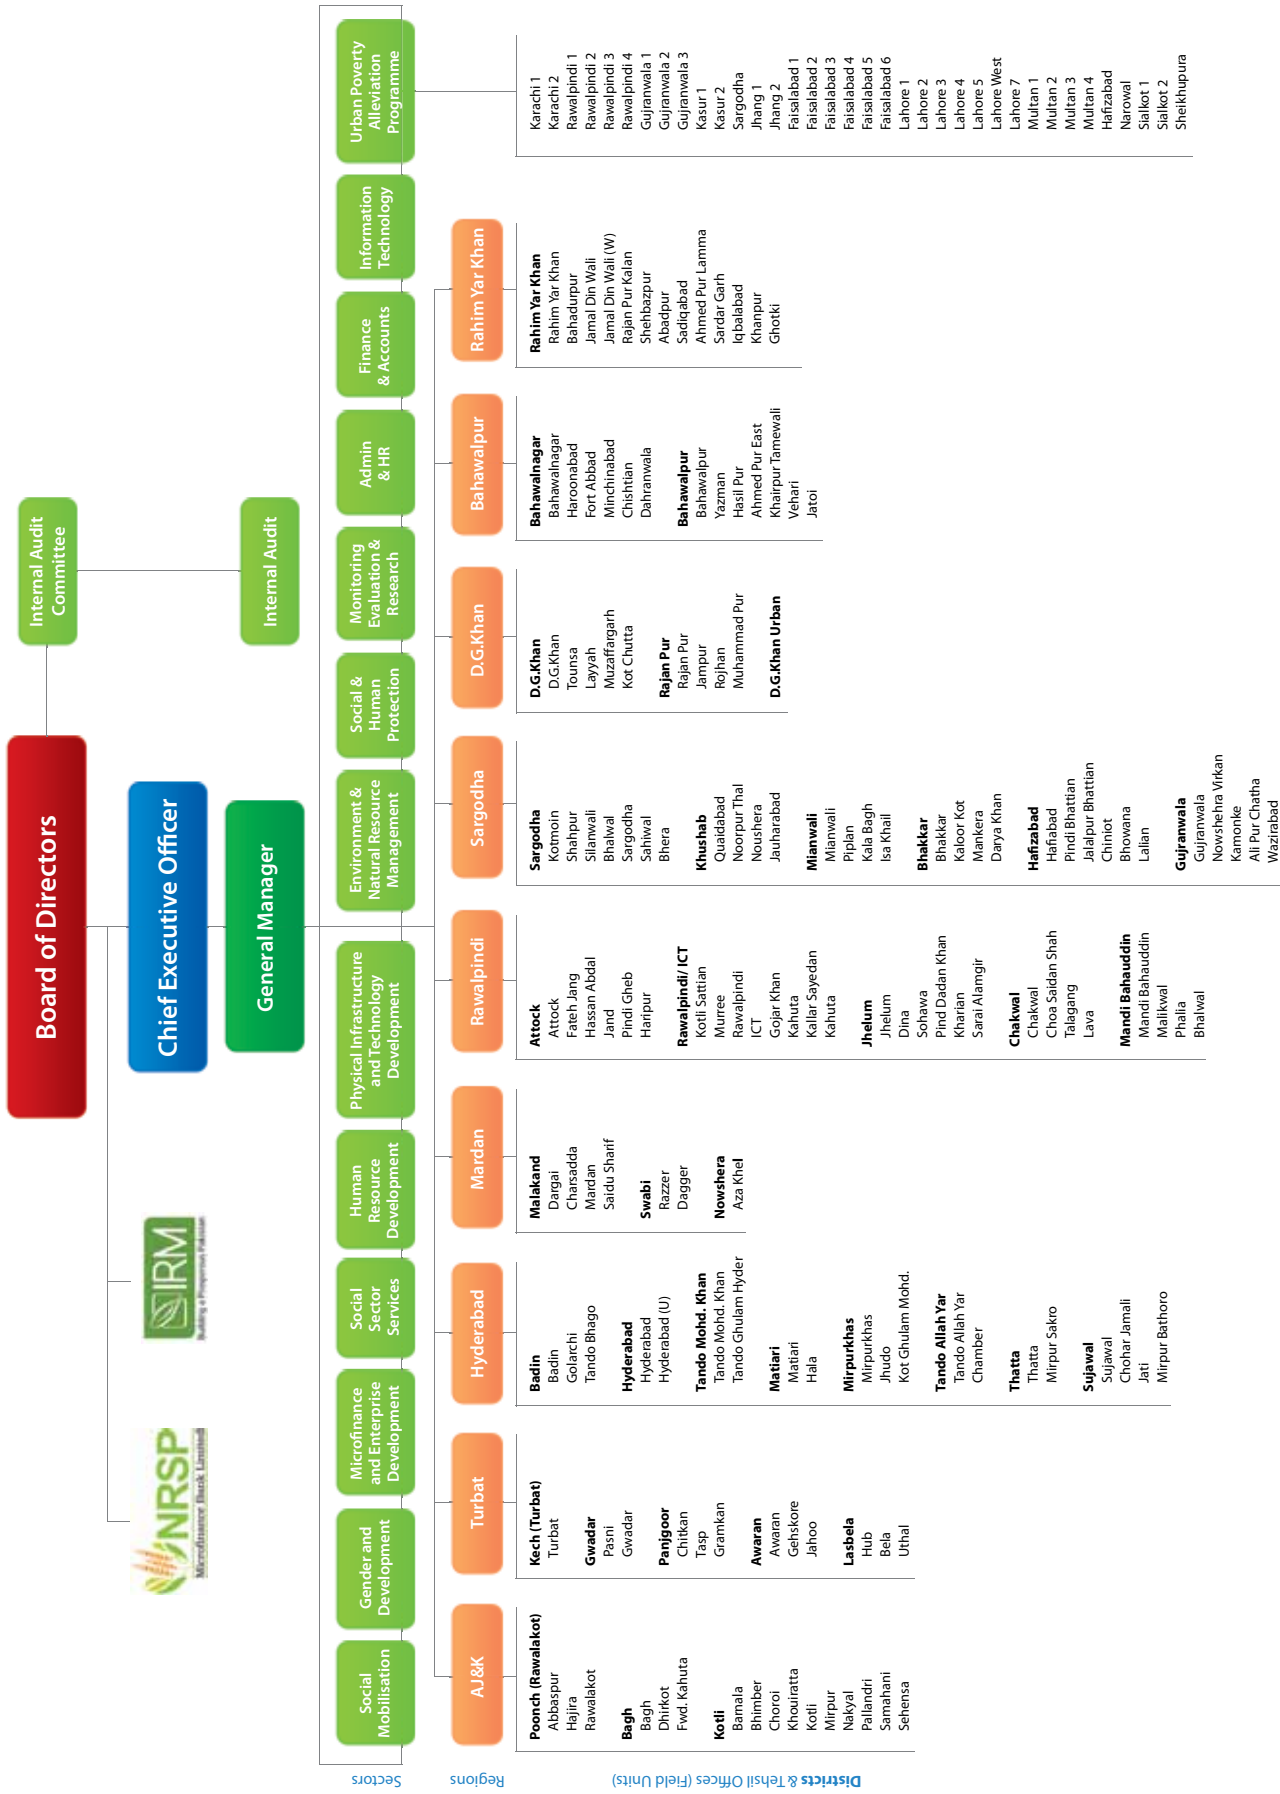 Board of Directors
Internal Audit
Committee
Chief Executive Officer
General Manager
Internal Audit
NRSP
Microfinance Bank Limited
IRM
Building a Prosperous Pakistan
Sectors
Social
Mobilisation
Gender and
Development
Microfinance
and Enterprise
Development
Social
Sector
Services
Human
Resource
Development
Physical Infrastructure
and Technology
Development
Environment &
Natural Resource
Management
Social &
Human
Protection
Monitoring
Evaluation &
Research
Admin
& HR
Finance
& Accounts
Information
Technology
Urban Poverty
Alleviation
Programme
Regions
AJ&K
Turbat
Hyderabad
Mardan
Rawalpindi
Sargodha
D.G.Khan
Bahawalpur
Rahim Yar Khan
Districts & Tehsil Offices (Field Units)
Poonch (Rawalakot)
Abbaspur
Hajira
Rawalakot
Bagh
Bagh
Dhirkot
Fwd. Kahuta
Kotli
Barnala
Bhimber
Choroi
Khouiratta
Kotli
Mirpur
Nakyal
Pallandri
Samahani
Sehensa
Kech (Turbat)
Turbat
Gwadar
Pasni
Gwadar
Panjgoor
Chitkan
Tasp
Gramkan
Awaran
Awaran
Gehskore
Jahoo
Lasbela
Hub
Bela
Uthal
Badin
Badin
Golarchi
Tando Bhago
Hyderabad
Hyderabad
Hyderabad (U)
Tando Mohd. Khan
Tando Mohd. Khan
Tando Ghulam Hyder
Matiari
Matiari
Hala
Mirpurkhas
Mirpurkhas
Jhudo
Kot Ghulam Mohd.
Tando Allah Yar
Tando Allah Yar
Chamber
Thatta
Thatta
Mirpur Sakro
Sujawal
Sujawal
Chohar Jamali
Jati
Mirpur Bathoro
Malakand
Dargai
Charsadda
Mardan
Saidu Sharif
Swabi
Razzer
Dagger
Nowshera
Aza Khel
Attock
Attock
Fateh Jang
Hassan Abdal
Jand
Pindi Gheb
Haripur
Rawalpindi/ ICT
Kotli Sattian
Murree
Rawalpindi
ICT
Gojar Khan
Kahuta
Kallar Sayedan
Kahuta
Jhelum
Jhelum
Dina
Sohawa
Pind Dadan Khan
Kharian
Sarai Alamgir
Chakwal
Chakwal
Choa Saidan Shah
Talagang
Lava
Mandi Bahauddin
Mandi Bahauddin
Malikwal
Phalia
Bhalwal
Sargodha
Kotmoin
Shahpur
Silanwali
Bhalwal
Sargodha
Sahiwal
Bhera
Khushab
Quaidabad
Noorpur Thal
Noushera
Jauharabad
Mianwali
Mianwali
Piplan
Kala Bagh
Isa Khail
Bhakkar
Bhakkar
Kaloor Kot
Mankera
Darya Khan
Hafizabad
Hafiabad
Pindi Bhattian
Jalalpur Bhattian
Chiniot
Bhowana
Lalian
Gujranwala
Gujranwala
Nowshehra Virkan
Kamonke
Ali Pur Chatha
Wazirabad
D.G.Khan
D.G.Khan
Tounsa
Layyah
Muzaffargarh
Kot Chutta
Rajan Pur
Rajan Pur
Jampur
Rojhan
Muhammad Pur
D.G.Khan Urban
Bahawalnagar
Bahawalnagar
Haroonabad
Fort Abbad
Minchinabad
Chishtian
Dahranwala
Bahawalpur
Bahawalpur
Yazman
Hasil Pur
Ahmed Pur East
Khairpur Tamewali
Vehari
Jatoi
Rahim Yar Khan
Rahim Yar Khan
Bahadurpur
Jamal Din Wali
Jamal Din Wali (W)
Rajan Pur Kalan
Shehbazpur
Abadpur
Sadiqabad
Ahmed Pur Lamma
Sardar Garh
Iqbalabad
Khanpur
Ghotki
Karachi 1
Karachi 2
Rawalpindi 1
Rawalpindi 2
Rawalpindi 3
Rawalpindi 4
Gujranwala 1
Gujranwala 2
Gujranwala 3
Kasur 1
Kasur 2
Sargodha
Jhang 1
Jhang 2
Faisalabad 1
Faisalabad 2
Faisalabad 3
Faisalabad 4
Faisalabad 5
Faisalabad 6
Lahore 1
Lahore 2
Lahore 3
Lahore 4
Lahore 5
Lahore West
Lahore 7
Multan 1
Multan 2
Multan 3
Multan 4
Hafizabad
Narowal
Sialkot 1
Sialkot 2
Sheikhupura